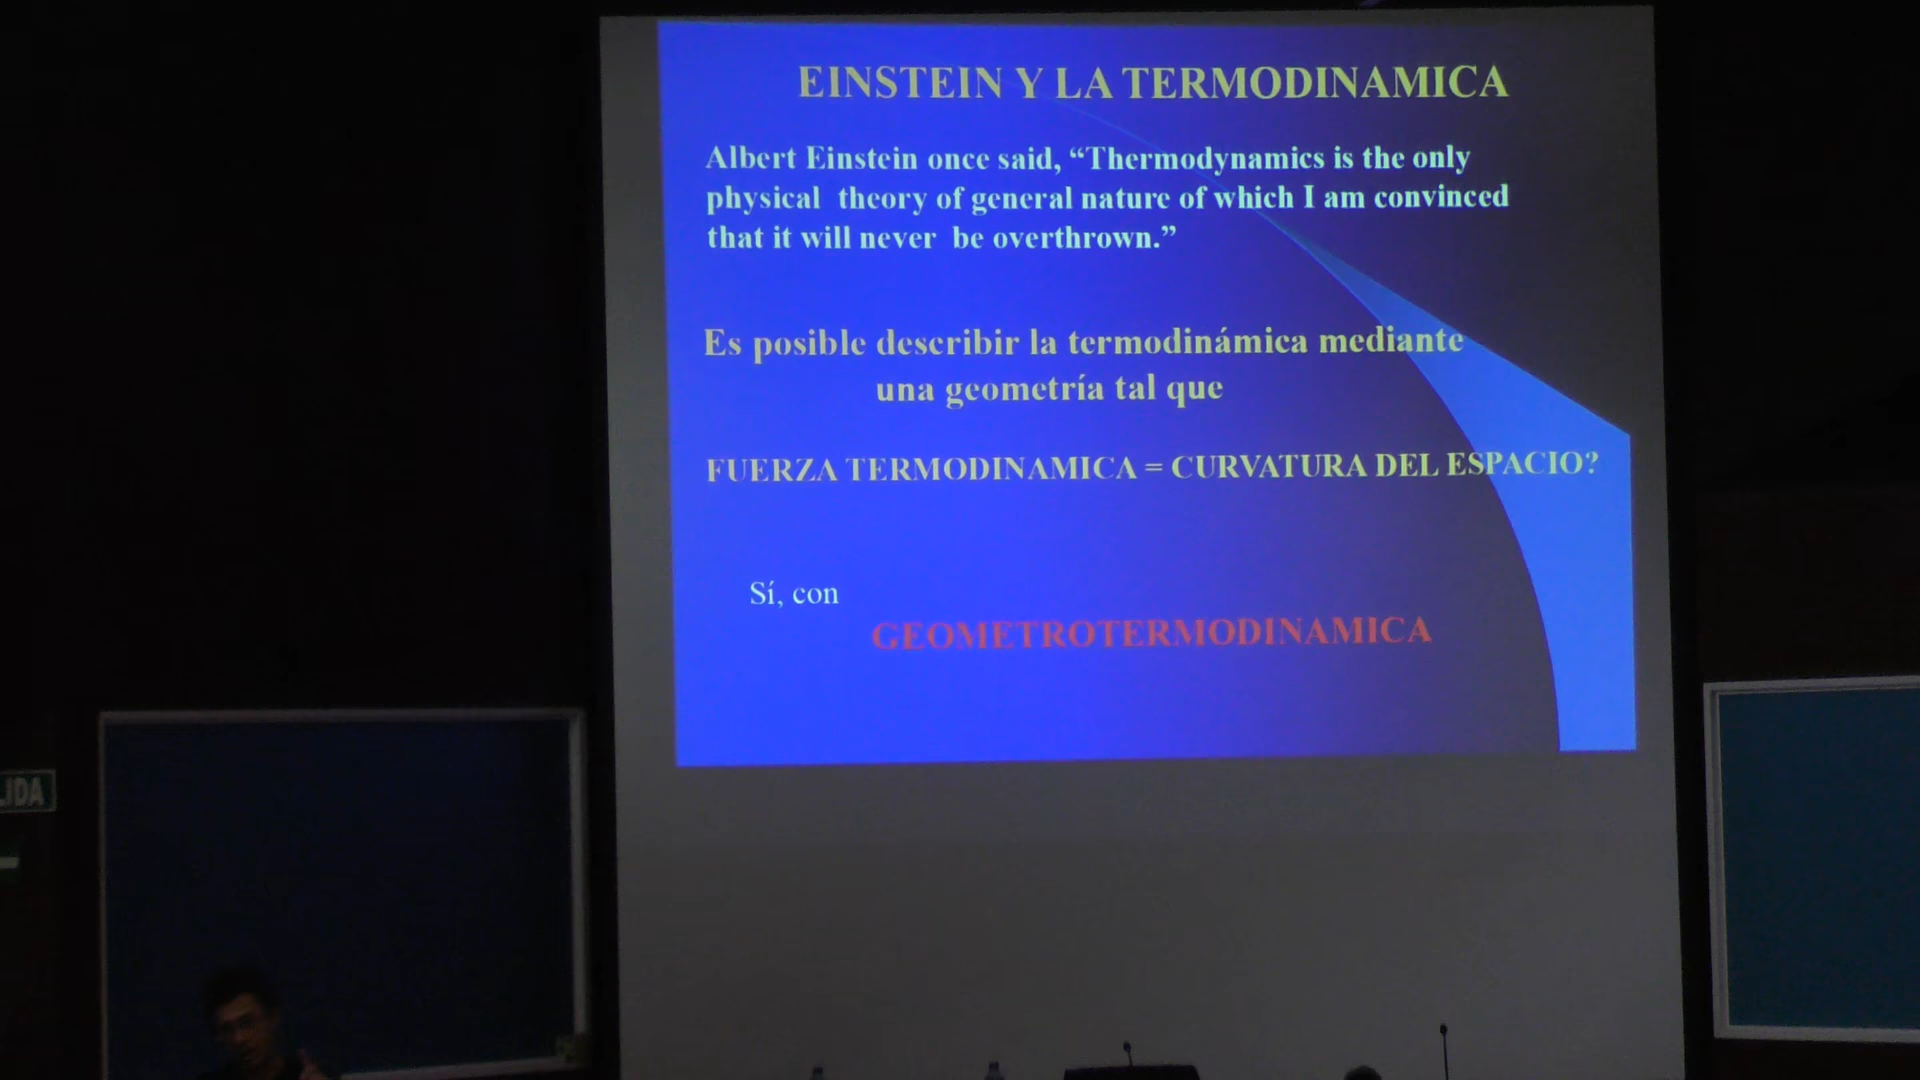 EINSTEIN Y LA TERMODINAMICA
Albert Einstein once said, “Thermodynamics is the only
physical theory of general nature of which I am convinced
that it will never be overthrown.”
Es posible describir la termodinámica mediante
una geometría tal que
FUERZA TERMODINAMICA = CURVATURA DEL ESPACIO?
Sí, con
GEOMETROTERMODINAMICA
LIDA